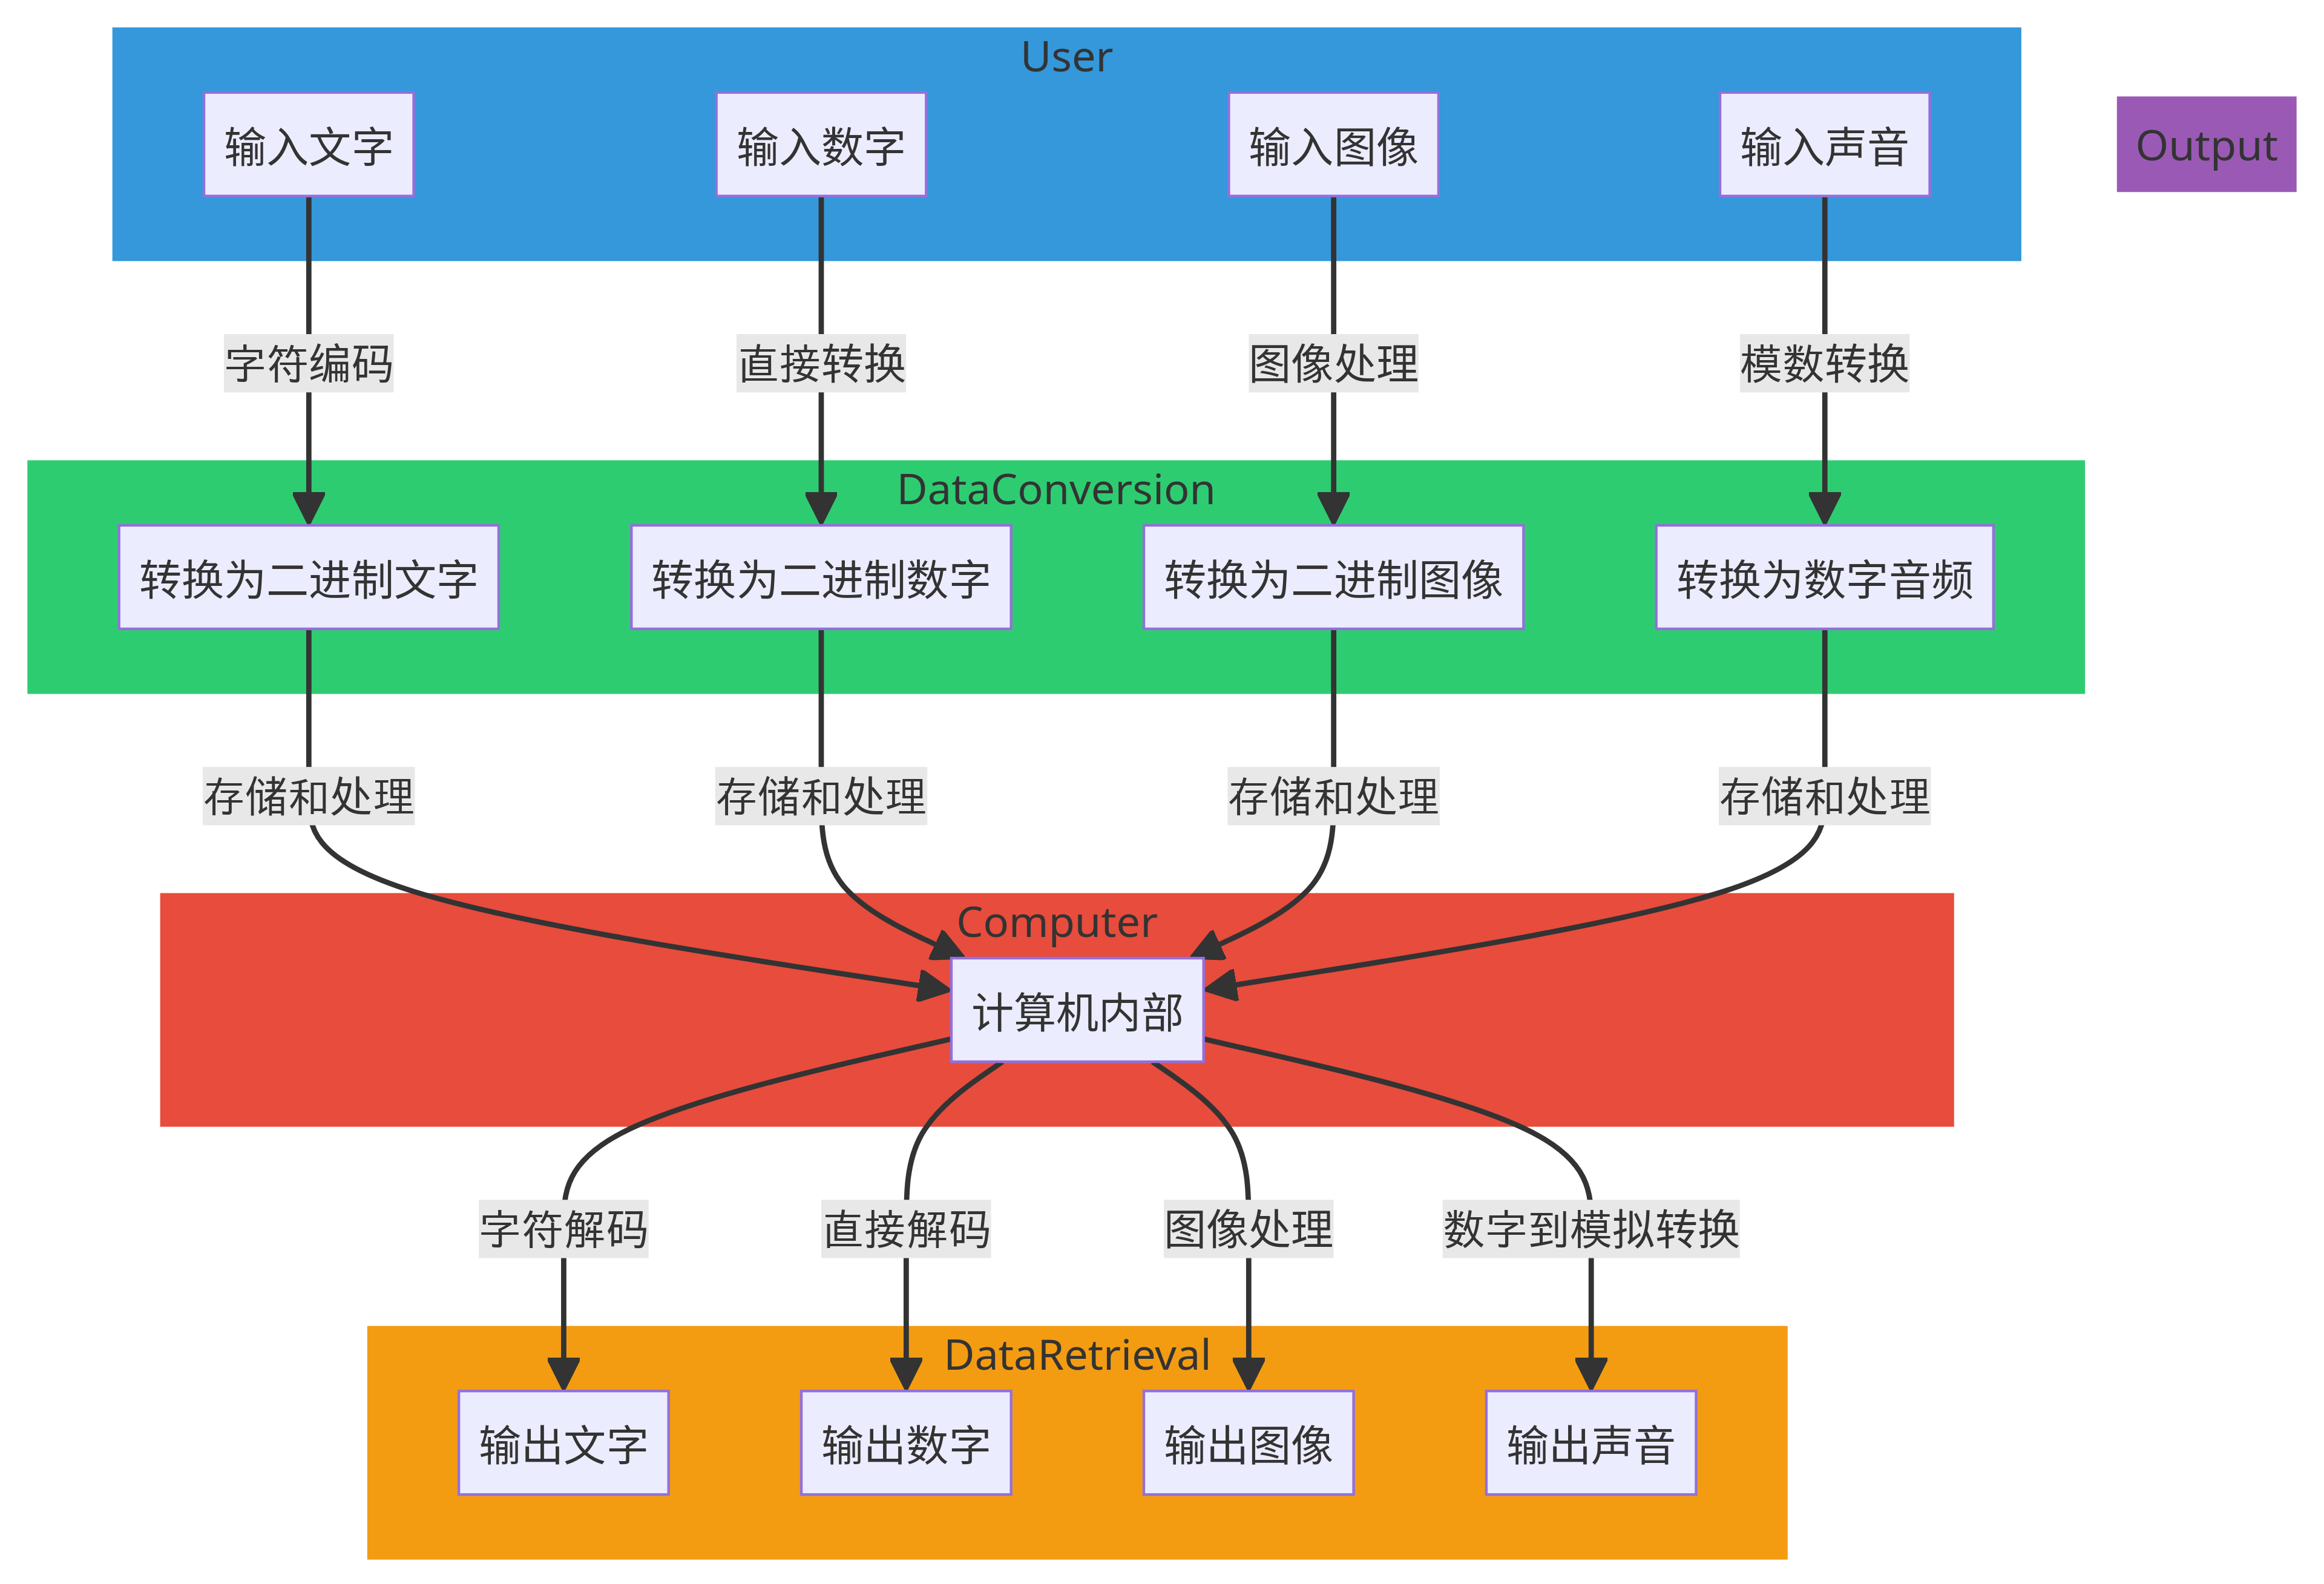 User
输入文字
输入数字
输入图像
输入声音
Output
字符编码
直接转换
图像处理
模数转换
DataConversion
转换为二进制文字
转换为二进制数字
转换为二进制图像
转换为数字音频
存储和处理
存储和处理
存储和处理
存储和处理
Computer
计算机内部
字符解码
直接解码
图像处理
数字到模拟转换
DataRetrieval
输出文字
输出数字
输出图像
输出声音